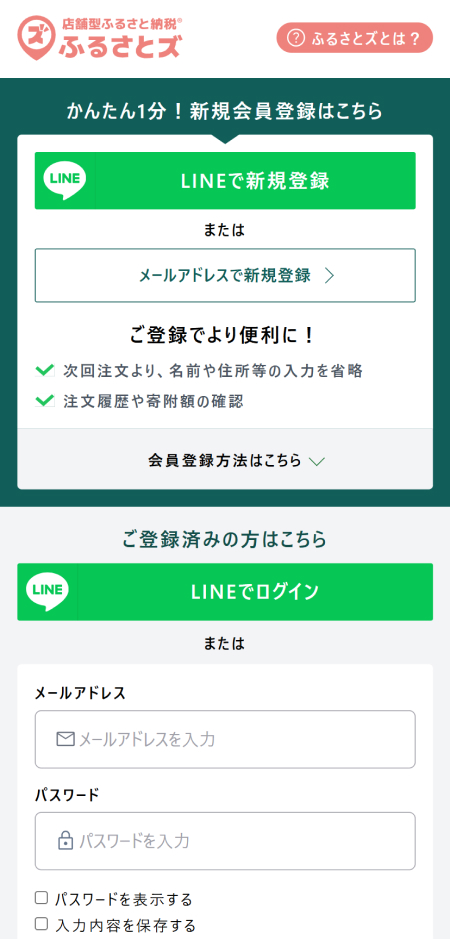 店舗型ふるさと納税®
ふるさとズ
ふるさとズとは？
かんたん1分！新規会員登録はこちら
LINE
LINEで新規登録
または
メールアドレスで新規登録
ご登録でより便利に！
次回注文より、名前や住所等の入力を省略
注文履歴や寄附額の確認
会員登録方法はこちら
ご登録済みの方はこちら
LINE
LINEでログイン
または
メールアドレス
メールアドレスを入力
パスワード
パスワードを入力
パスワードを表示する
入力内容を保存する